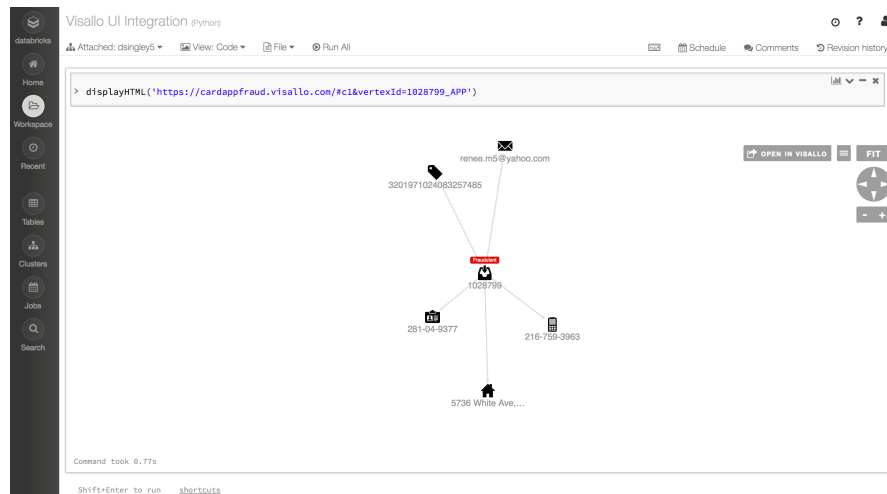 Visallo UI Integration (Python)
?
databricks
Attached: dsingley5
View: Code
File
Run All
Schedule
Comments
Revision history
Home
Workspace
Recent
Tables
Clusters
Jobs
Search
> displayHTML('https://cardappfraud.visallo.com/#c1&vertexId=1028799_APP')
renee.m5@yahoo.com
OPEN IN VISALLO
FIT
3201971024083257485
- +
Fraudulent
1028799
281-04-9377
216-759-3963
5736 White Ave,...
Command took 0.77s
Shift+Enter to run shortcuts